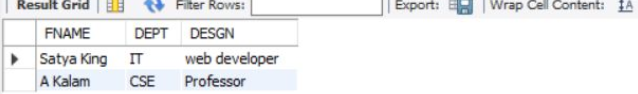 Result Grid Filter Rows: Export: Wrap Cell Content: IA
FNAME DEPT DESGN
Satya King IT web developer
A Kalam CSE Professor